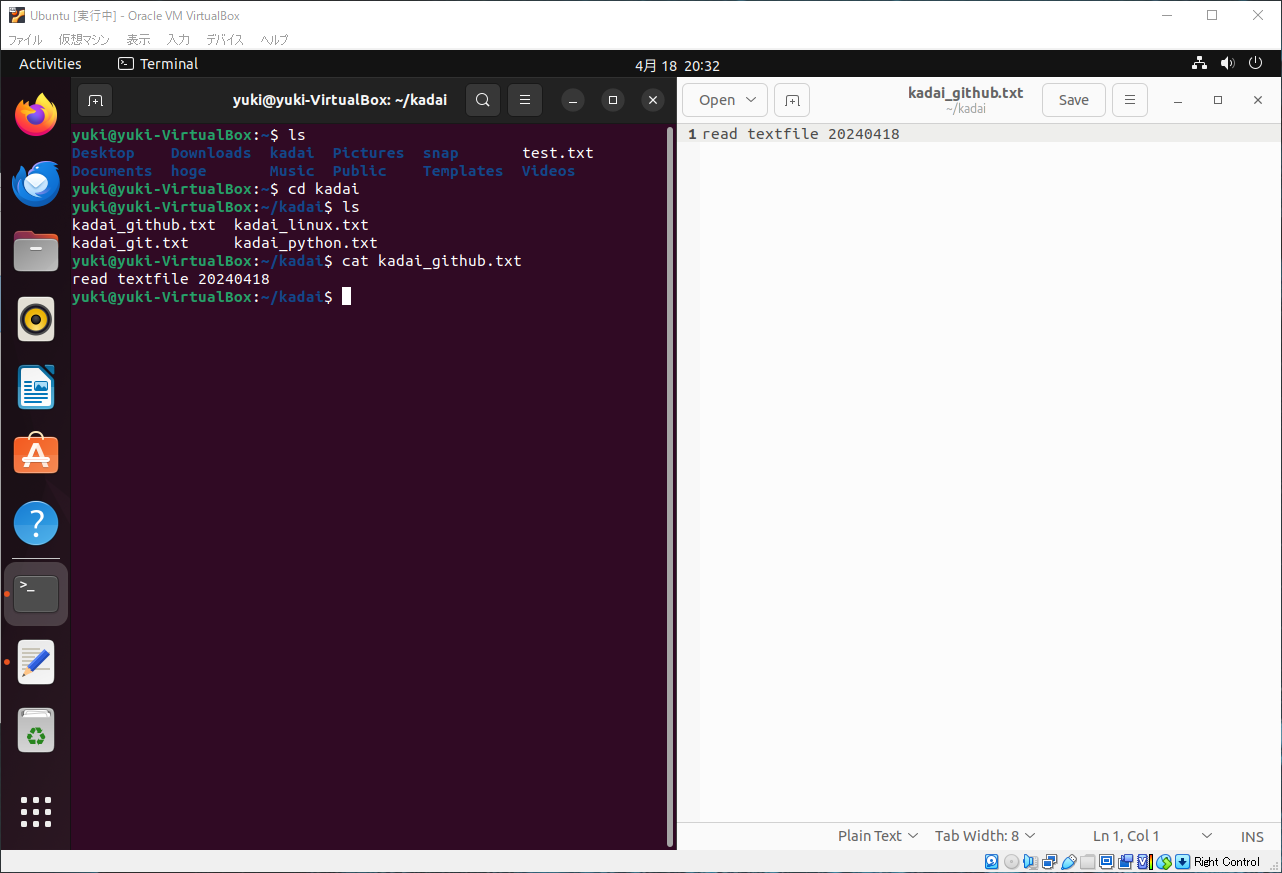 Ubuntu [実行中] - Oracle VM VirtualBox
ファイル 仮想マシン 表示 入力 デバイス ヘルプ
Activities Terminal 4月 18 20:32
yuki@yuki-VirtualBox: ~/kadai
yuki@yuki-VirtualBox:~$ ls
Desktop Downloads kadai Pictures snap test.txt
Documents hoge Music Public Templates Videos
yuki@yuki-VirtualBox:~$ cd kadai
yuki@yuki-VirtualBox:~/kadai$ ls
kadai_github.txt kadai_linux.txt
kadai_git.txt kadai_python.txt
yuki@yuki-VirtualBox:~/kadai$ cat kadai_github.txt
read textfile 20240418
yuki@yuki-VirtualBox:~/kadai$
Open kadai_github.txt Save
~/kadai
1 read textfile 20240418
Plain Text Tab Width: 8 Ln 1, Col 1 INS
Right Control